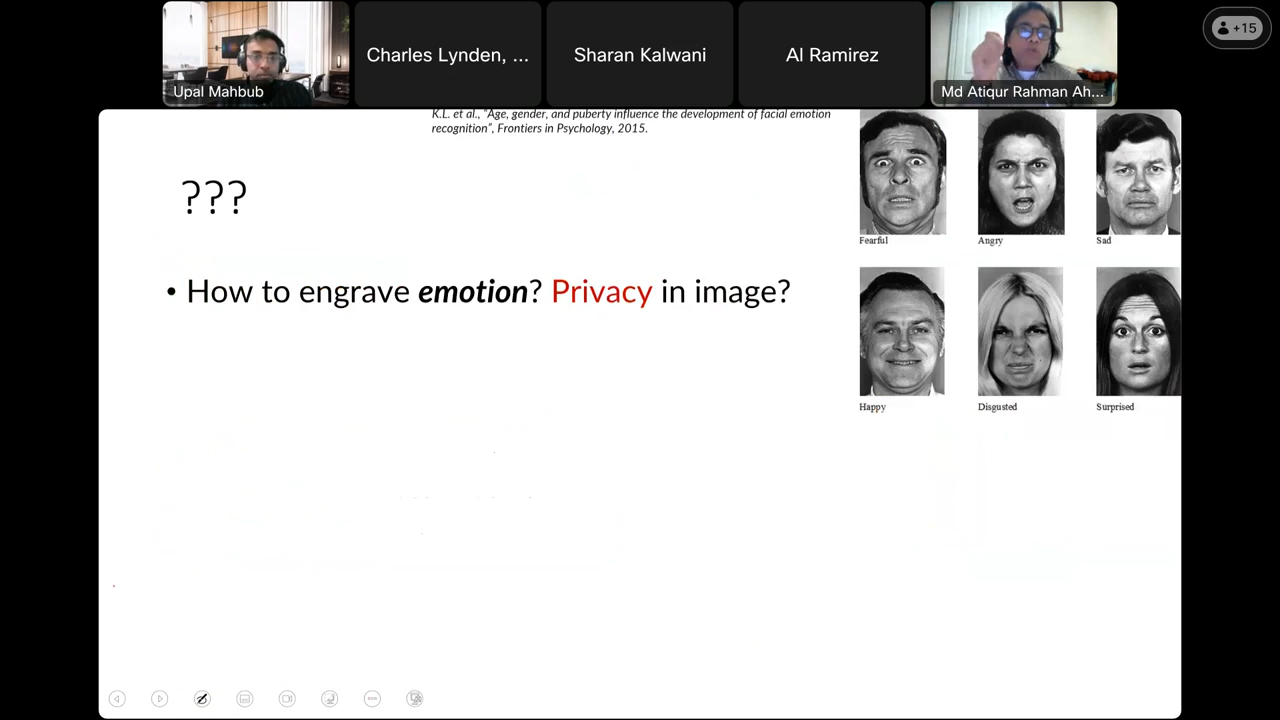 Upal Mahbub
Charles Lynden, ...
Sharan Kalwani
Al Ramirez
Md Atiqur Rahman Ah...
+15
K.L. et al., "Age, gender, and puberty influence the development of facial emotion
recognition", Frontiers in Psychology, 2015.
???
• How to engrave emotion? Privacy in image?
Fearful
Angry
Sad
Happy
Disgusted
Surprised